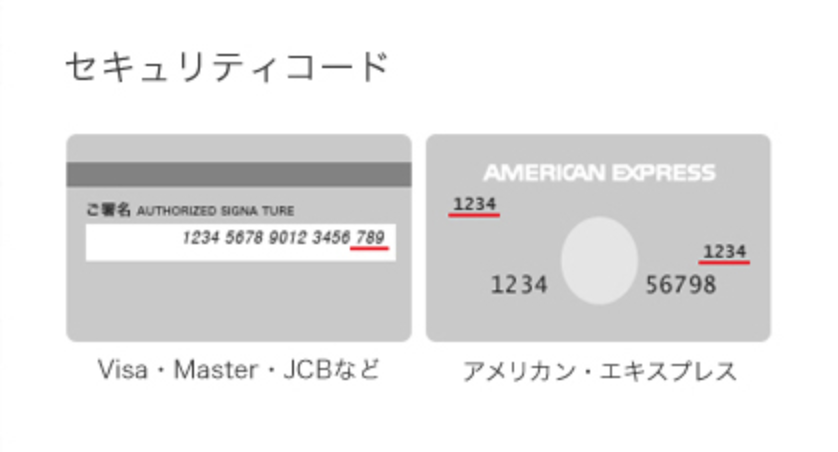 セキュリティコード
ご署名 AUTHORIZED SIGNA TURE
1234 5678 9012 3456 789
Visa・Master・JCBなど
AMERICAN EXPRESS
1234
1234
1234 56798
アメリカン・エキスプレス